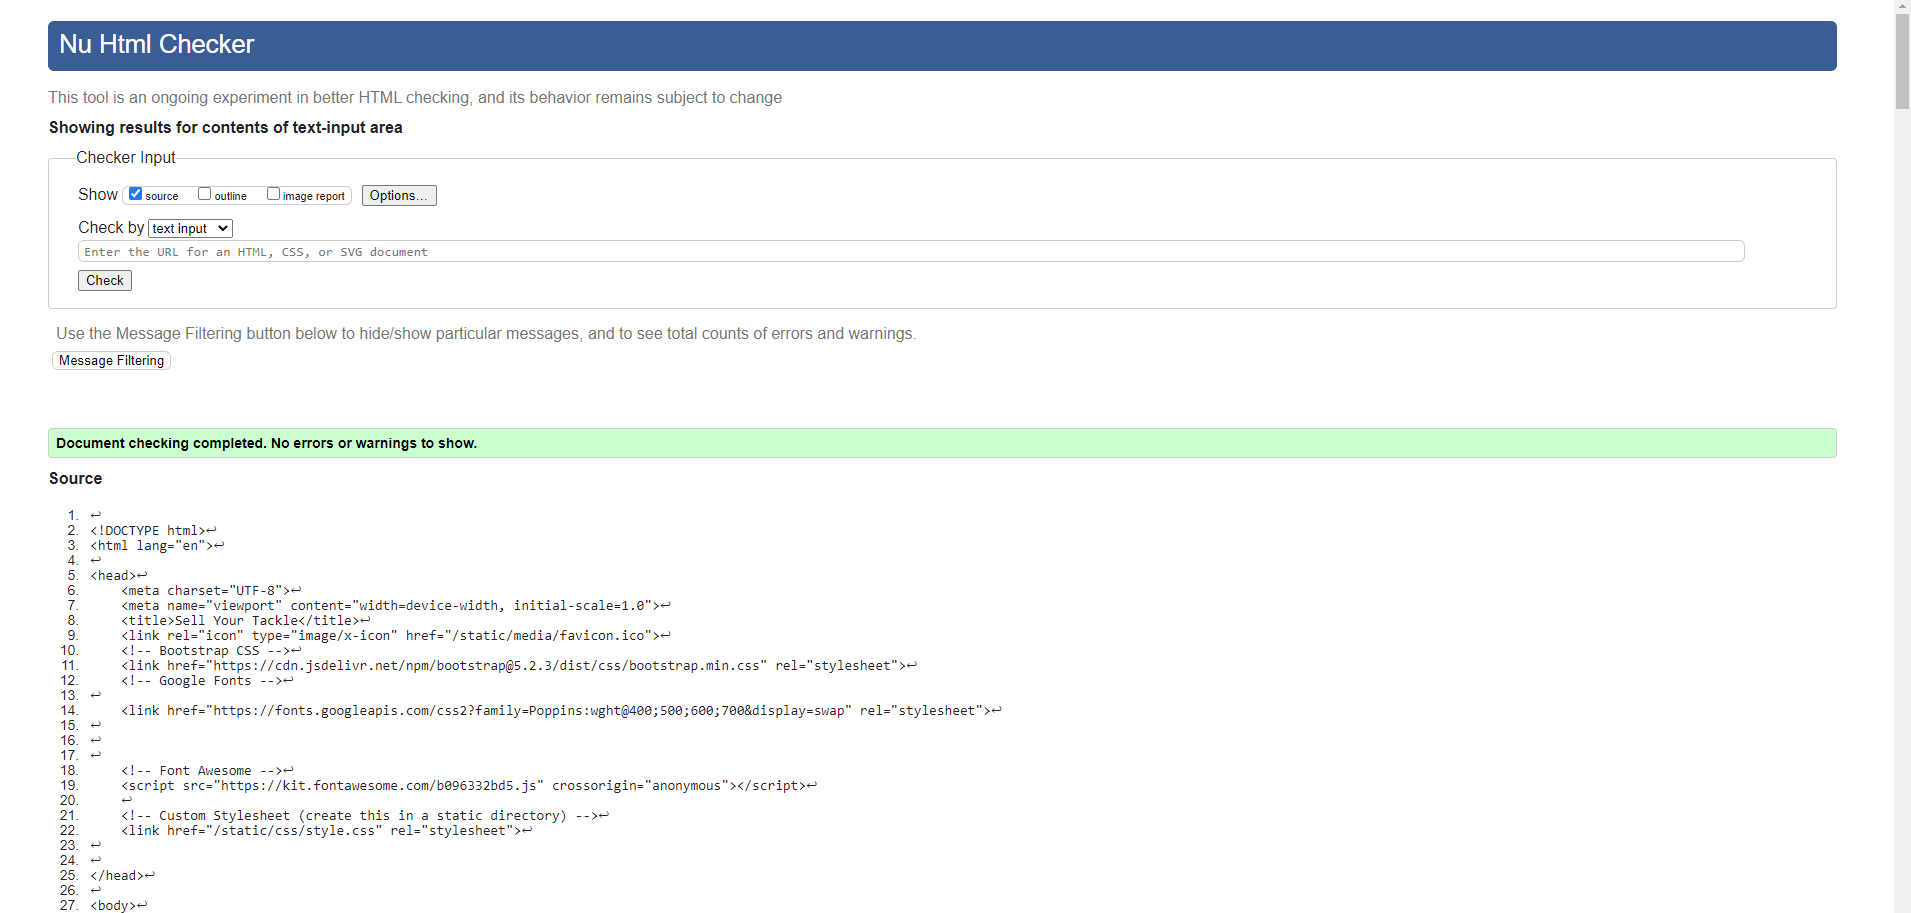 Nu Html Checker
This tool is an ongoing experiment in better HTML checking, and its behavior remains subject to change
Showing results for contents of text-input area
Checker Input
Show source outline image report Options...
Check by text input
Enter the URL for an HTML, CSS, or SVG document
Check
Use the Message Filtering button below to hide/show particular messages, and to see total counts of errors and warnings.
Message Filtering
Document checking completed. No errors or warnings to show.
Source
1. ↩
2. <!DOCTYPE html>↩
3. <html lang="en">↩
4. ↩
5. <head>↩
6.     <meta charset="UTF-8">↩
7.     <meta name="viewport" content="width=device-width, initial-scale=1.0">↩
8.     <title>Sell Your Tackle</title>↩
9.     <link rel="icon" type="image/x-icon" href="/static/media/favicon.ico">↩
10.     <!-- Bootstrap CSS -->↩
11.     <link href="https://cdn.jsdelivr.net/npm/bootstrap@5.2.3/dist/css/bootstrap.min.css" rel="stylesheet">↩
12.     <!-- Google Fonts -->↩
13. ↩
14.     <link href="https://fonts.googleapis.com/css2?family=Poppins:wght@400;500;600;700&display=swap" rel="stylesheet">↩
15. ↩
16. ↩
17. ↩
18.     <!-- Font Awesome -->↩
19.     <script src="https://kit.fontawesome.com/b096332bd5.js" crossorigin="anonymous"></script>↩
20.     ↩
21.     <!-- Custom Stylesheet (create this in a static directory) -->↩
22.     <link href="/static/css/style.css" rel="stylesheet">↩
23. ↩
24. ↩
25. </head>↩
26. ↩
27. <body>↩